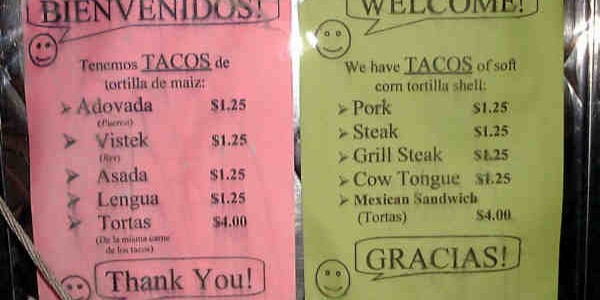 BIENVENIDOS!
Tenemos TACOS de
tortilla de maiz:
Adovada $1.25
(Puerco)
Vistek $1.25
(Res)
Asada $1.25
Lengua $1.25
Tortas $4.00
(De la misma carne
de los tacos)
Thank You!
WELCOME!
We have TACOS of soft
corn tortilla shell:
Pork $1.25
Steak $1.25
Grill Steak $1.25
Cow Tongue $1.25
Mexican Sandwich
(Tortas) $4.00
GRACIAS!